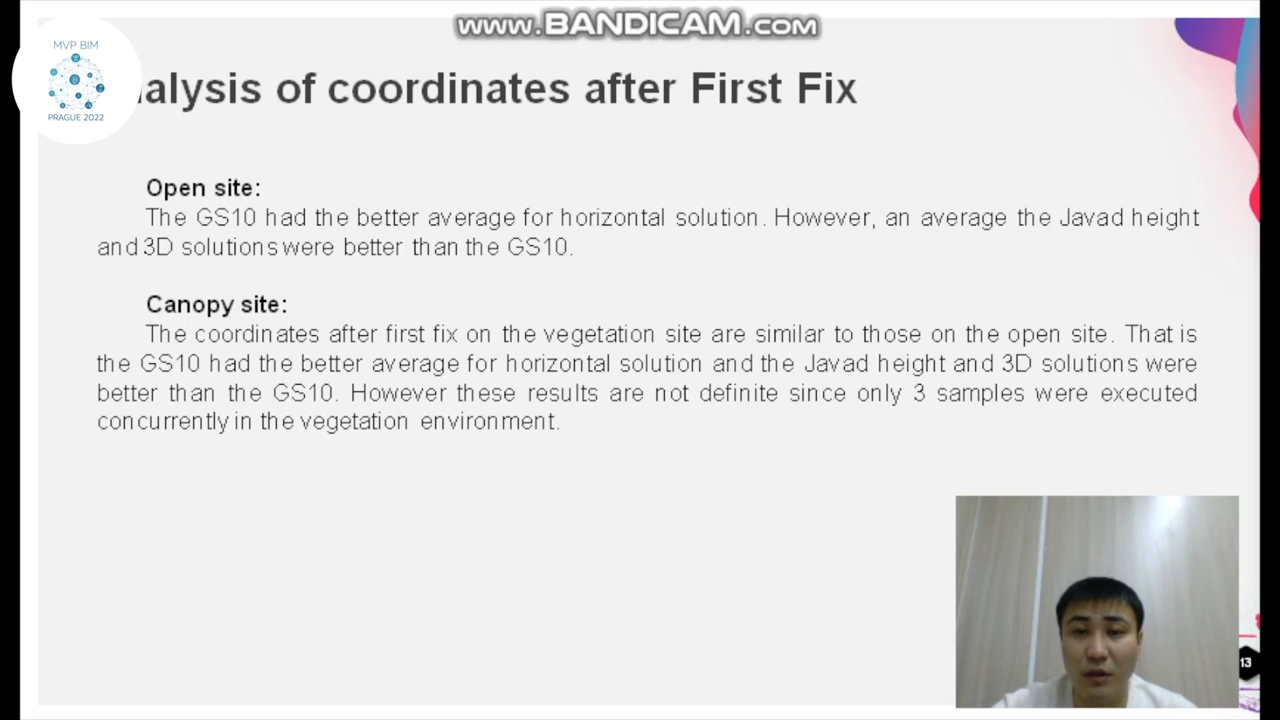 www.BANDICAM.com
MVP BIM
PRAGUE 2022
alysis of coordinates after First Fix
Open site:
The GS10 had the better average for horizontal solution. However, an average the Javad height
and 3D solutions were better than the GS10.
Canopy site:
The coordinates after first fix on the vegetation site are similar to those on the open site. That is
the GS10 had the better average for horizontal solution and the Javad height and 3D solutions were
better than the GS10. However these results are not definite since only 3 samples were executed
concurrently in the vegetation environment.
13